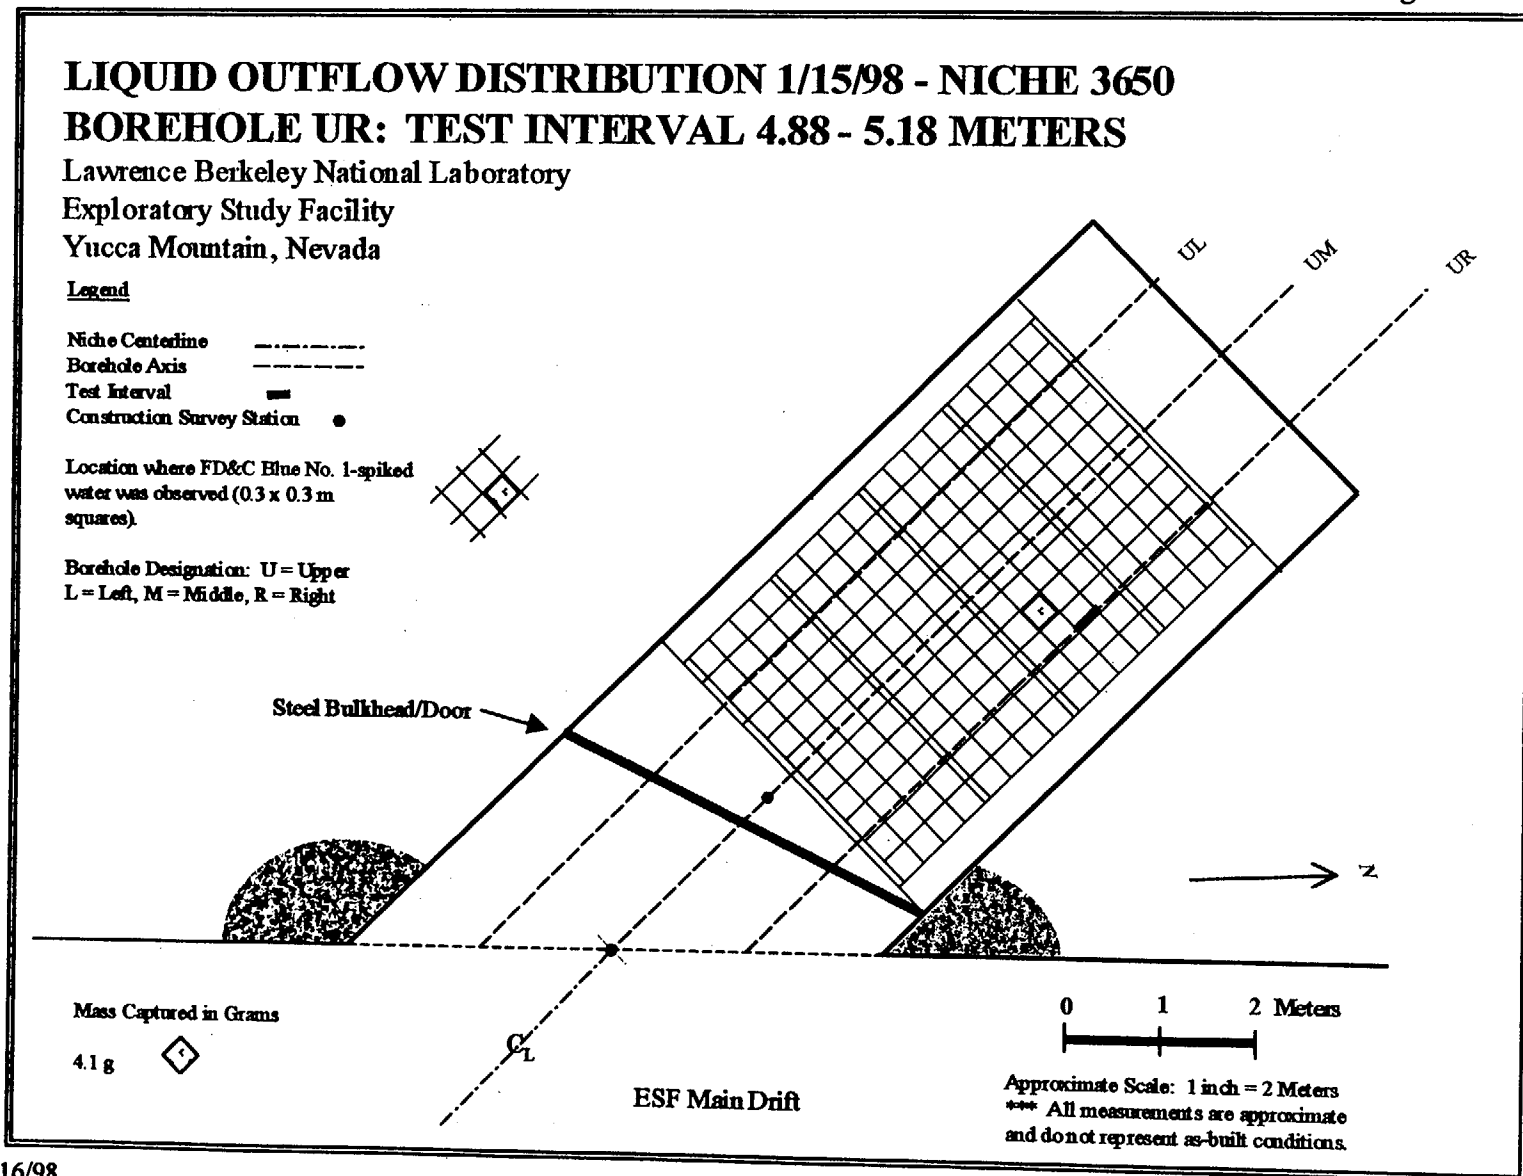 LIQUID OUTFLOW DISTRIBUTION 1/15/98 - NICHE 3650
BOREHOLE UR: TEST INTERVAL 4.88 - 5.18 METERS
Lawrence Berkeley National Laboratory
Exploratory Study Facility
Yucca Mountain, Nevada
Legend
Niche Centerline
Borehole Axis
Test Interval
Construction Survey Station
Location where FD&C Blue No. 1-spiked
water was observed (0.3 x 0.3 m
squares).
Borehole Designation: U = Upper
L = Left, M = Middle, R = Right
UL
UM
UR
r
r
Steel Bulkhead/Door
N
Mass Captured in Grams
4.1 g
r
CL
ESF Main Drift
0 1 2 Meters
Approximate Scale: 1 inch = 2 Meters
*** All measurements are approximate
and do not represent as-built conditions.
16/98